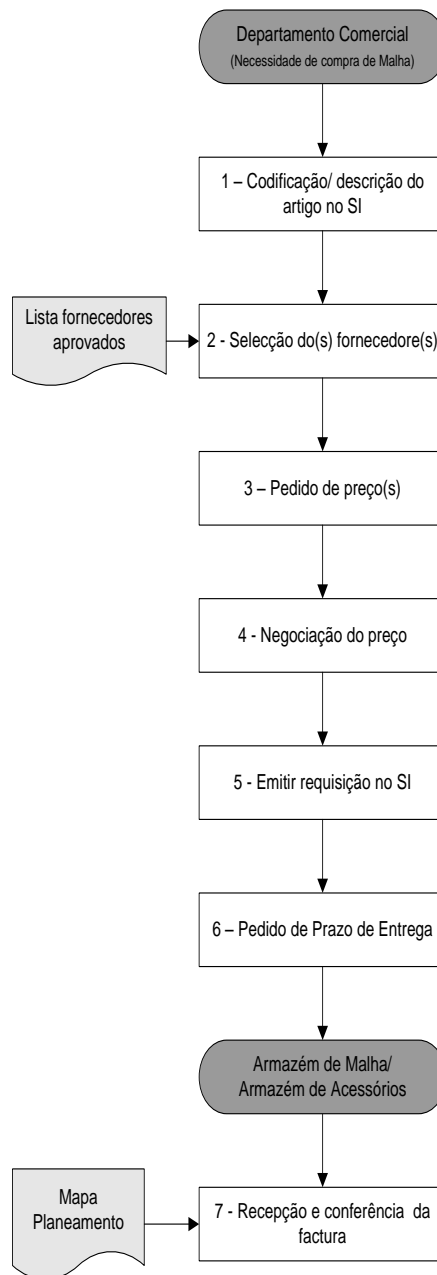 Departamento Comercial
(Necessidade de compra de Malha)
1 – Codificação/ descrição do
artigo no SI
Lista fornecedores
aprovados
2 - Selecção do(s) fornecedore(s)
3 – Pedido de preço(s)
4 - Negociação do preço
5 - Emitir requisição no SI
6 – Pedido de Prazo de Entrega
Armazém de Malha/
Armazém de Acessórios
Mapa
Planeamento
7 - Recepção e conferência da
factura